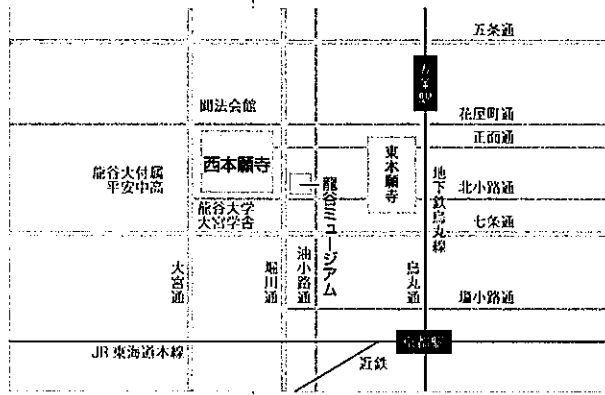 五条通
五条駅
聞法会館
花屋町通
正面通
西本願寺
東本願寺
龍谷大付属
平安中高
龍谷ミュージアム
地下鉄烏丸線
北小路通
龍谷大学
大宮学舎
七条通
大宮通
堀川通
油小路通
烏丸通
塩小路通
京都駅
JR東海道本線
近鉄